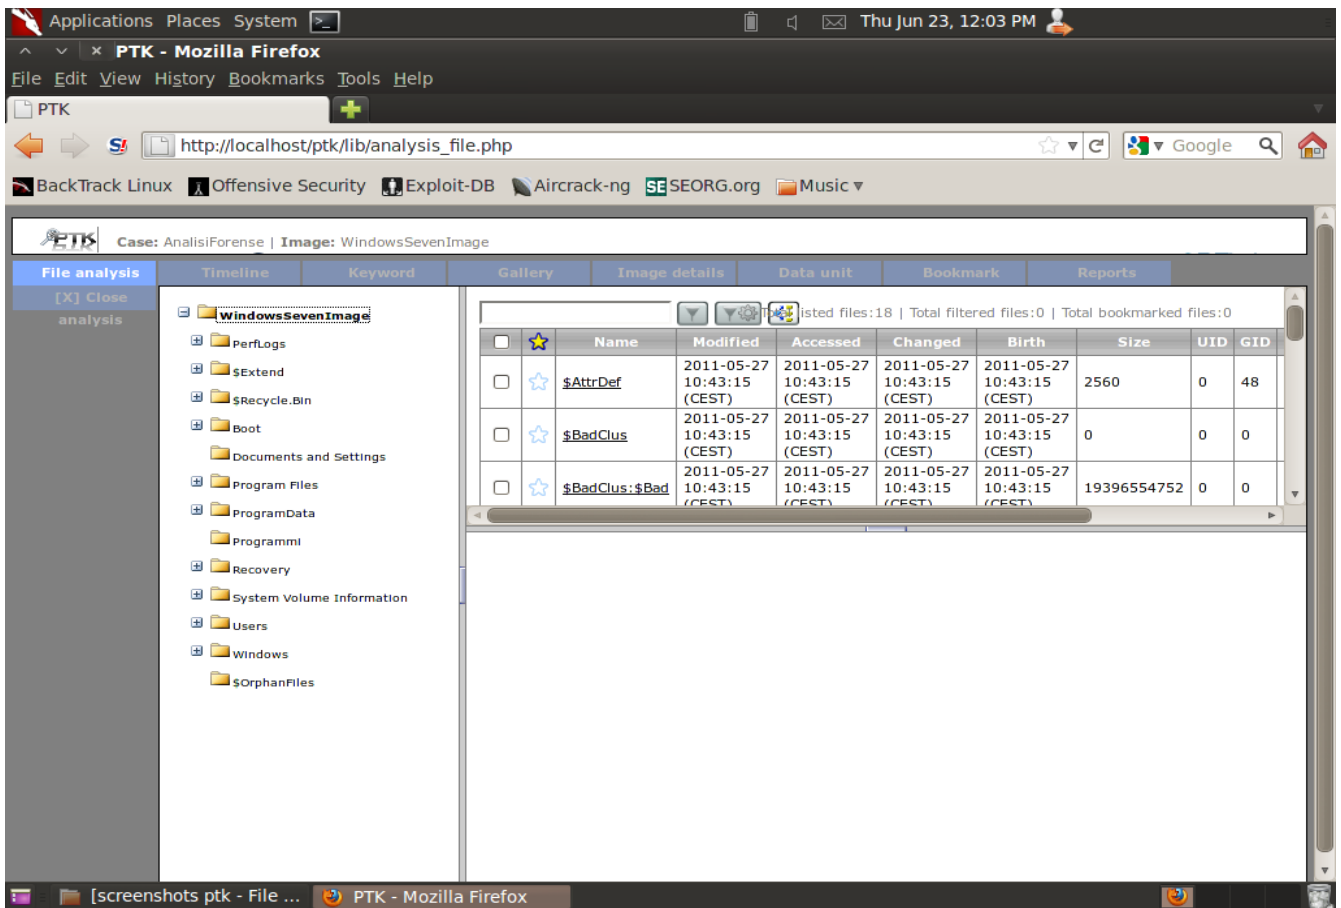 Applications Places System Thu Jun 23, 12:03 PM
PTK - Mozilla Firefox
File Edit View History Bookmarks Tools Help
PTK
http://localhost/ptk/lib/analysis_file.php Google
BackTrack Linux Offensive Security Exploit-DB Aircrack-ng SE SEORG.org Music
PTK Case: AnalisiForense | Image: WindowsSevenImage
File analysis Timeline Keyword Gallery Image details Data unit Bookmark Reports
[X] Close analysis
WindowsSevenImage
PerfLogs
$Extend
$Recycle.Bin
Boot
Documents and Settings
Program Files
ProgramData
Programmi
Recovery
System Volume Information
Users
Windows
$OrphanFiles
Total listed files:18 | Total filtered files:0 | Total bookmarked files:0
Name Modified Accessed Changed Birth Size UID GID
$AttrDef 2011-05-27 10:43:15 (CEST) 2011-05-27 10:43:15 (CEST) 2011-05-27 10:43:15 (CEST) 2011-05-27 10:43:15 (CEST) 2560 0 48
$BadClus 2011-05-27 10:43:15 (CEST) 2011-05-27 10:43:15 (CEST) 2011-05-27 10:43:15 (CEST) 2011-05-27 10:43:15 (CEST) 0 0 0
$BadClus:$Bad 2011-05-27 10:43:15 (CEST) 2011-05-27 10:43:15 (CEST) 2011-05-27 10:43:15 (CEST) 2011-05-27 10:43:15 (CEST) 19396554752 0 0
[screenshots ptk - File ... PTK - Mozilla Firefox